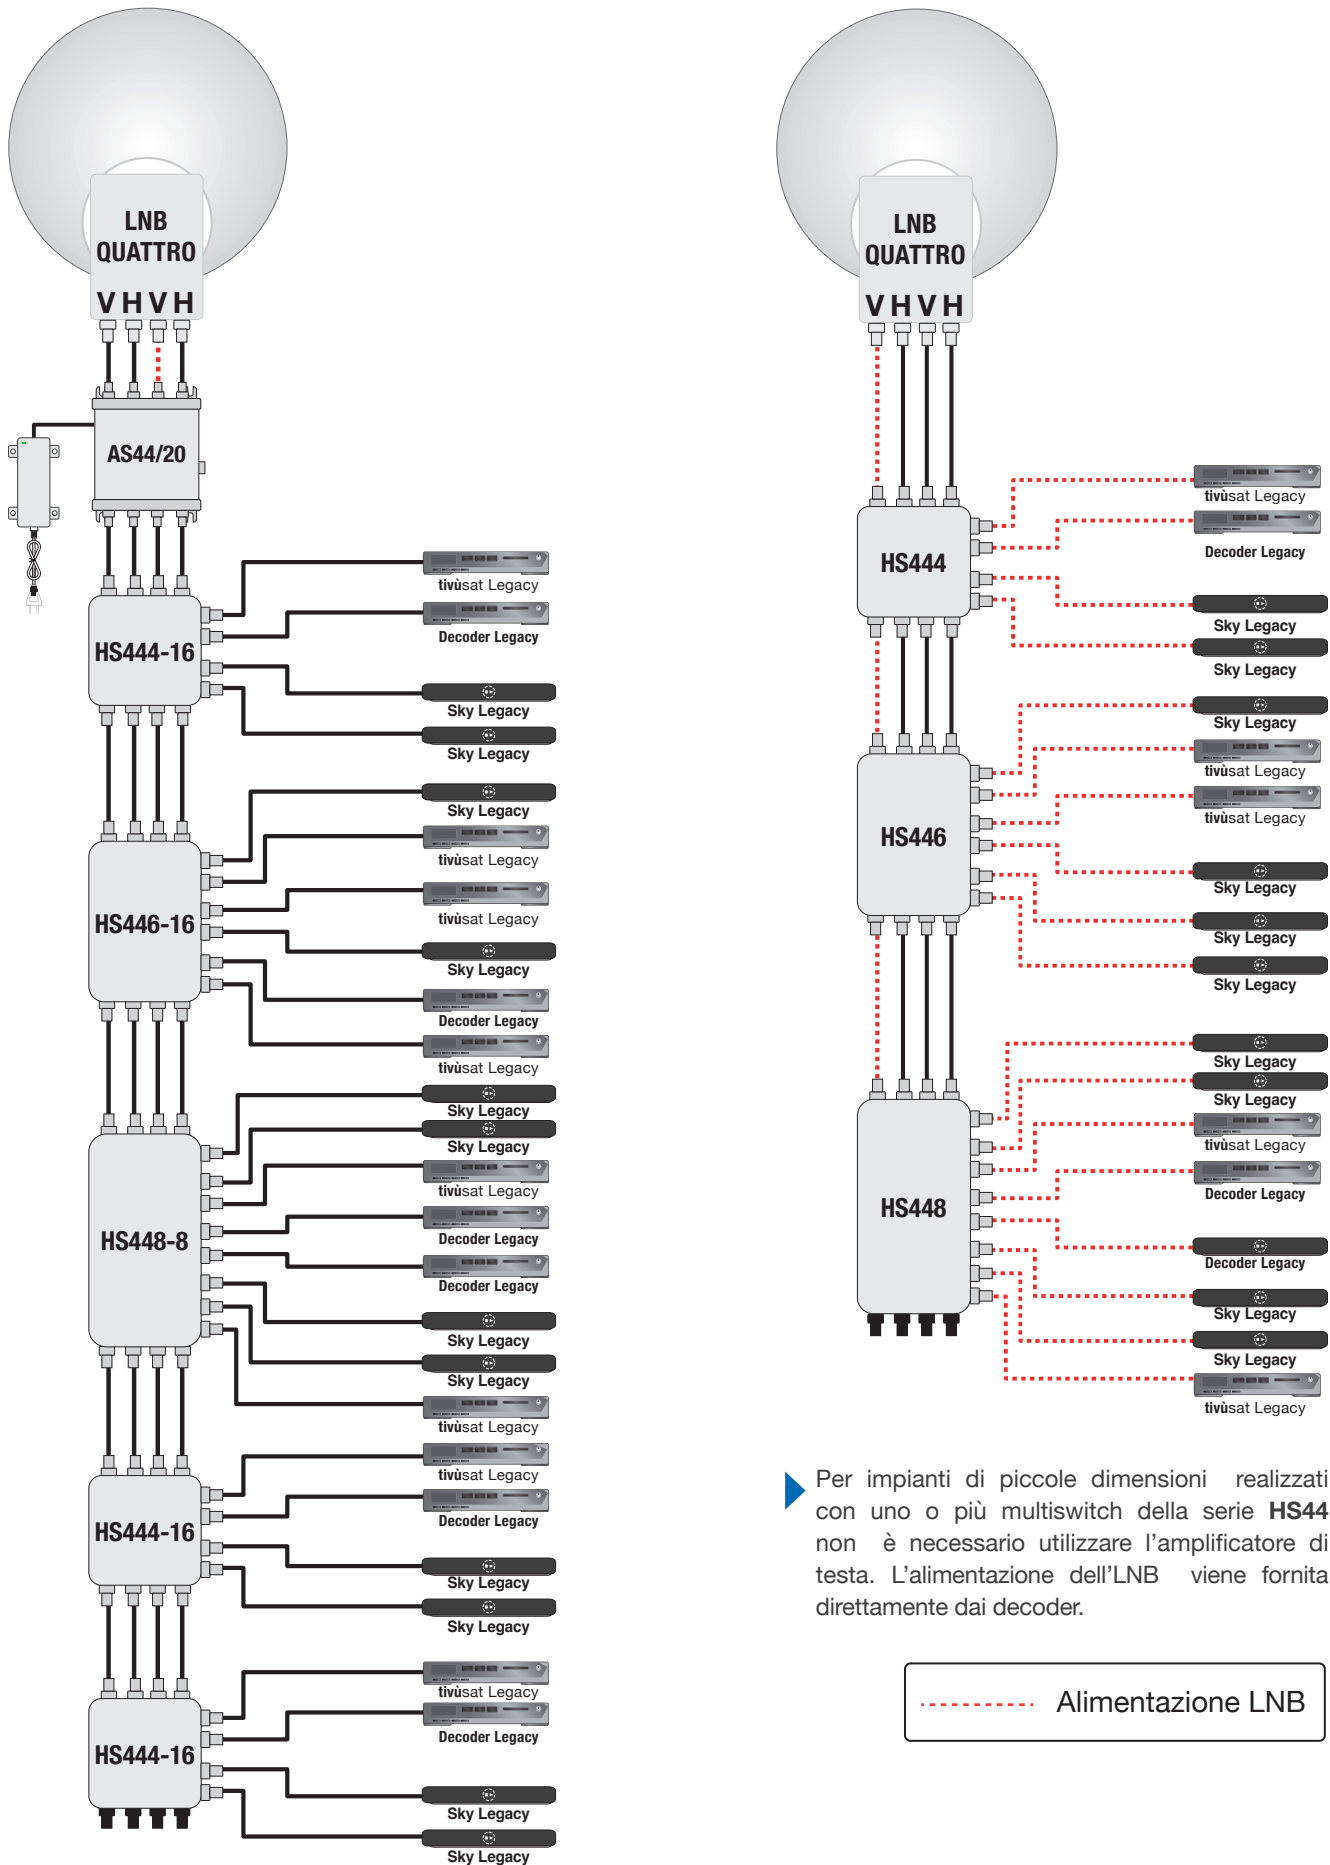 LNB
QUATTRO
V H V H
AS44/20
HS444-16
tivùsat Legacy
Decoder Legacy
Sky Legacy
Sky Legacy
HS446-16
Sky Legacy
tivùsat Legacy
tivùsat Legacy
Sky Legacy
Decoder Legacy
tivùsat Legacy
HS448-8
Sky Legacy
Sky Legacy
tivùsat Legacy
Decoder Legacy
Decoder Legacy
Sky Legacy
Sky Legacy
tivùsat Legacy
HS444-16
tivùsat Legacy
Decoder Legacy
Sky Legacy
Sky Legacy
HS444-16
tivùsat Legacy
Decoder Legacy
Sky Legacy
Sky Legacy
LNB
QUATTRO
V H V H
HS444
tivùsat Legacy
Decoder Legacy
Sky Legacy
Sky Legacy
HS446
Sky Legacy
tivùsat Legacy
tivùsat Legacy
Sky Legacy
Sky Legacy
Sky Legacy
HS448
Sky Legacy
Sky Legacy
tivùsat Legacy
Decoder Legacy
Decoder Legacy
Sky Legacy
Sky Legacy
tivùsat Legacy
Per impianti di piccole dimensioni realizzati
con uno o più multiswitch della serie HS44
non è necessario utilizzare l'amplificatore di
testa. L'alimentazione dell'LNB viene fornita
direttamente dai decoder.
Alimentazione LNB